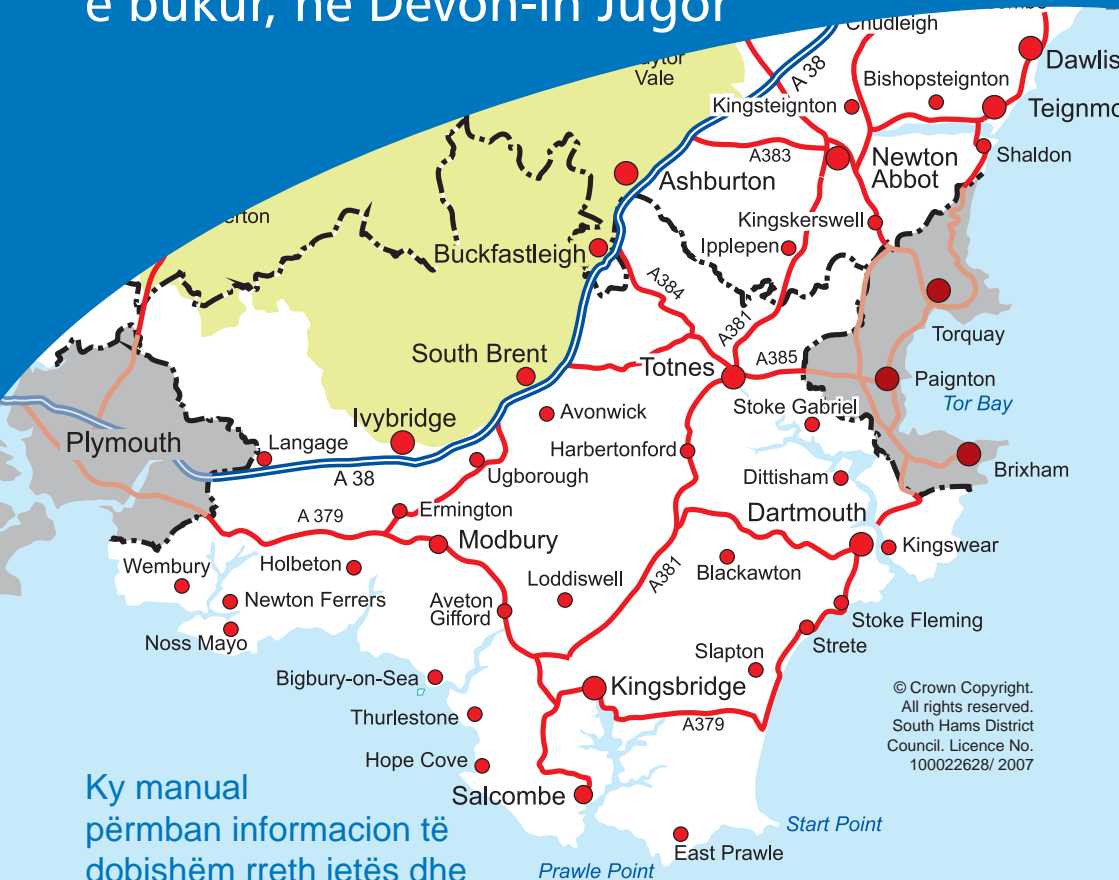 e bukur, në Devon-in Jugor
Chudleigh
Vale
A 38
Bishopsteignton
Kingsteignton
A383
Newton
Abbot
Shaldon
Ashburton
Kingskerswell
Ipplepen
Buckfastleigh
A384
A381
Torquay
South Brent
Totnes
A385
Paignton
Tor Bay
Stoke Gabriel
Avonwick
Ivybridge
Plymouth
Langage
Harbertonford
Brixham
A 38
Ugborough
Dittisham
Ermington
Dartmouth
A 379
Modbury
Kingswear
Wembury
Holbeton
Loddiswell
A381
Blackawton
Newton Ferrers
Aveton
Gifford
Stoke Fleming
Noss Mayo
Strete
Slapton
Bigbury-on-Sea
Kingsbridge
© Crown Copyright.
All rights reserved.
South Hams District
Council. Licence No.
100022628/ 2007
Thurlestone
A379
Hope Cove
Salcombe
Start Point
East Prawle
Prawle Point
Ky manual
përmban informacion të
dobishëm rreth jetës dhe